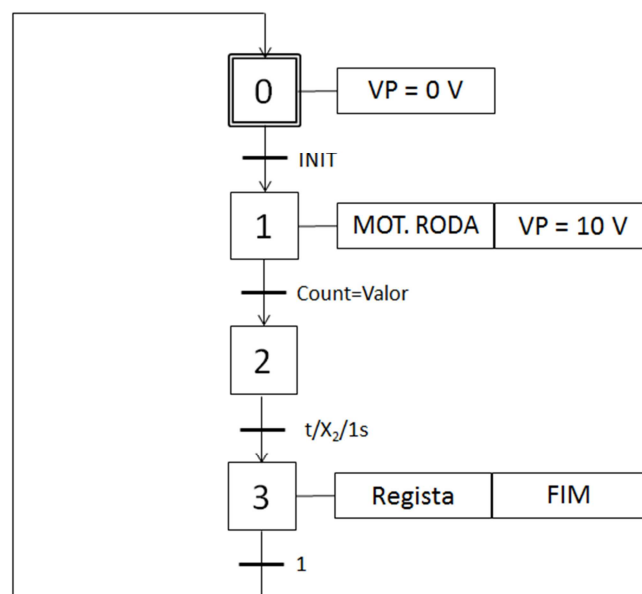 0
VP = 0 V
INIT
1
MOT. RODA
VP = 10 V
Count=Valor
2
t/X₂/1s
3
Regista
FIM
1